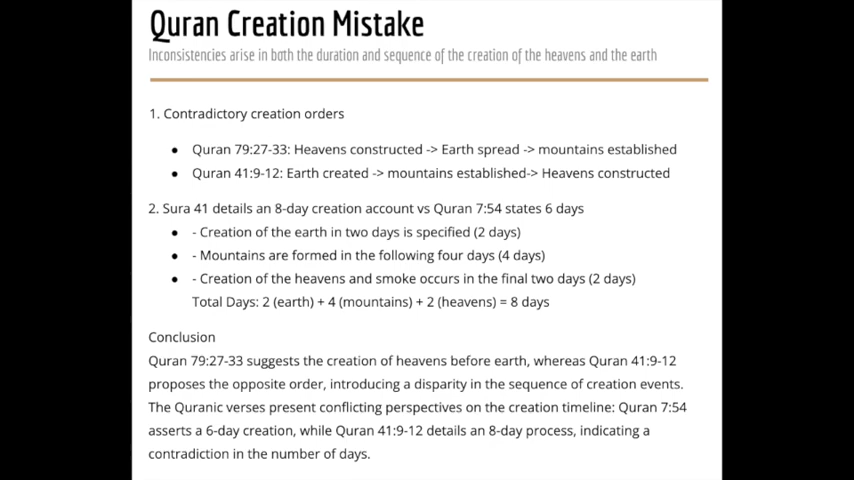 Quran Creation Mistake
Inconsistencies arise in both the duration and sequence of the creation of the heavens and the earth
1. Contradictory creation orders
● Quran 79:27-33: Heavens constructed -> Earth spread -> mountains established
● Quran 41:9-12: Earth created -> mountains established-> Heavens constructed
2. Sura 41 details an 8-day creation account vs Quran 7:54 states 6 days
● - Creation of the earth in two days is specified (2 days)
● - Mountains are formed in the following four days (4 days)
● - Creation of the heavens and smoke occurs in the final two days (2 days)
Total Days: 2 (earth) + 4 (mountains) + 2 (heavens) = 8 days
Conclusion
Quran 79:27-33 suggests the creation of heavens before earth, whereas Quran 41:9-12
proposes the opposite order, introducing a disparity in the sequence of creation events.
The Quranic verses present conflicting perspectives on the creation timeline: Quran 7:54
asserts a 6-day creation, while Quran 41:9-12 details an 8-day process, indicating a
contradiction in the number of days.